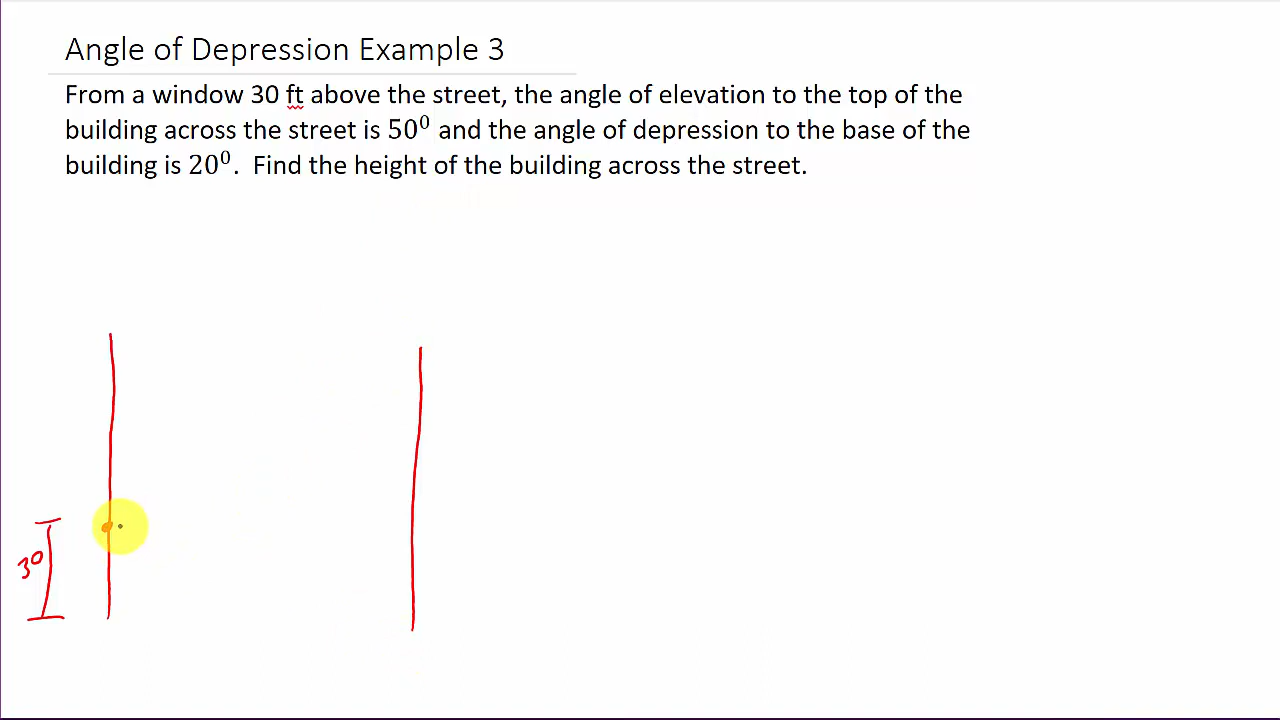 Angle of Depression Example 3
From a window 30 ft above the street, the angle of elevation to the top of the
building across the street is 50⁰ and the angle of depression to the base of the
building is 20⁰.  Find the height of the building across the street.
30